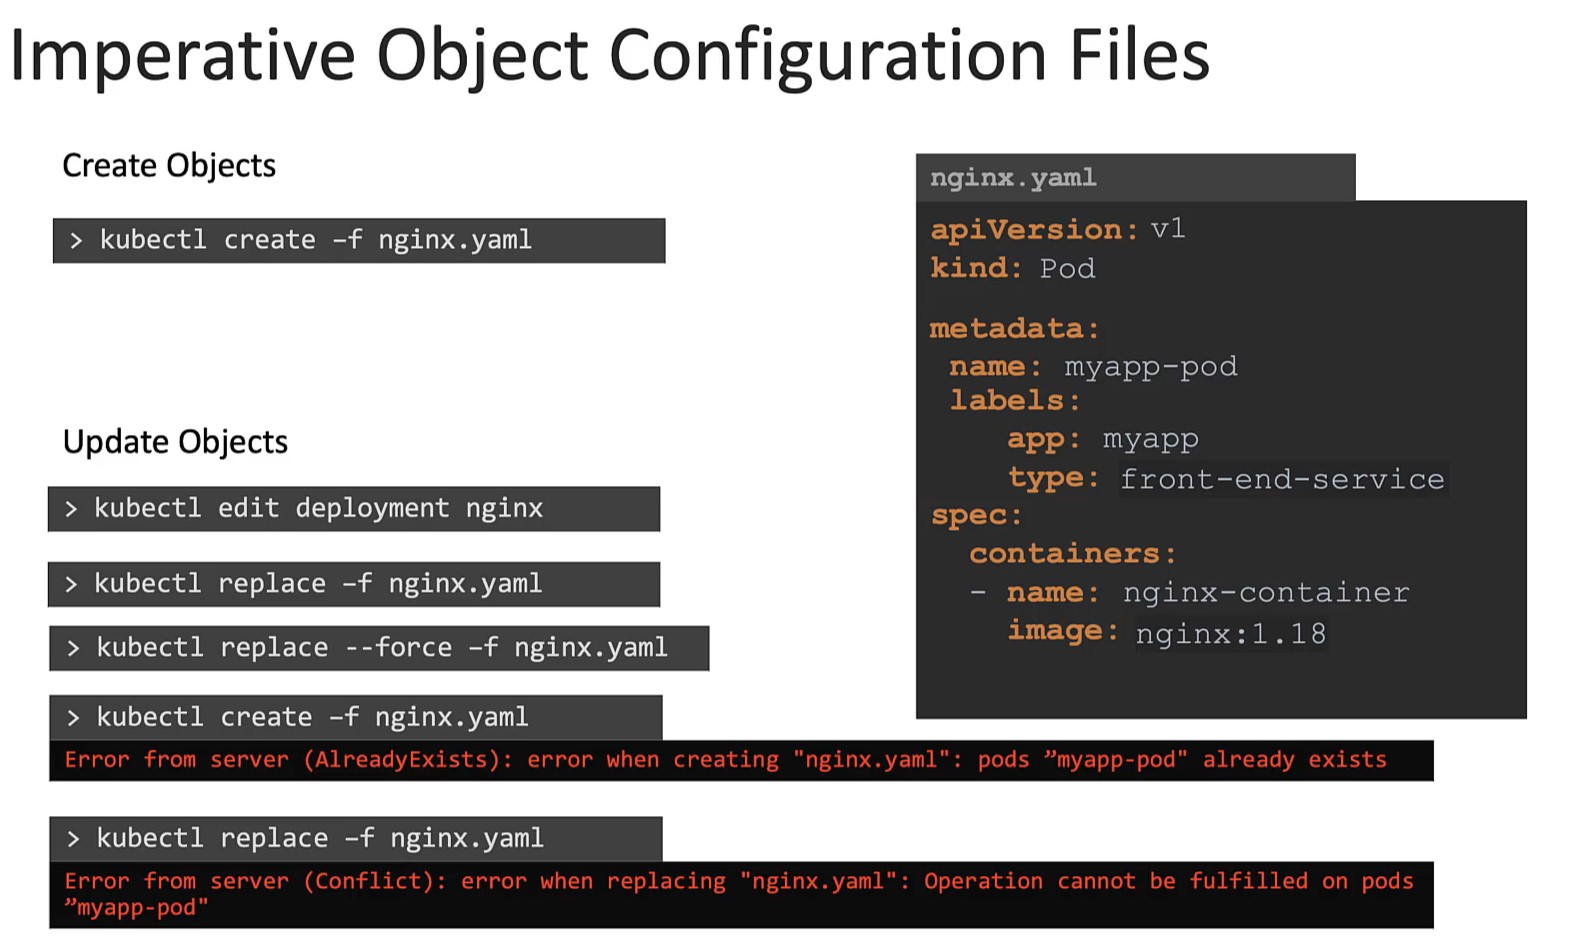 Imperative Object Configuration Files
Create Objects
> kubectl create –f nginx.yaml
Update Objects
> kubectl edit deployment nginx
> kubectl replace –f nginx.yaml
> kubectl replace --force –f nginx.yaml
> kubectl create –f nginx.yaml
Error from server (AlreadyExists): error when creating "nginx.yaml": pods ”myapp-pod" already exists
> kubectl replace –f nginx.yaml
Error from server (Conflict): error when replacing "nginx.yaml": Operation cannot be fulfilled on pods
”myapp-pod"
nginx.yaml
apiVersion: v1
kind: Pod
metadata:
name: myapp-pod
labels:
app: myapp
type: front-end-service
spec:
containers:
- name: nginx-container
image: nginx:1.18